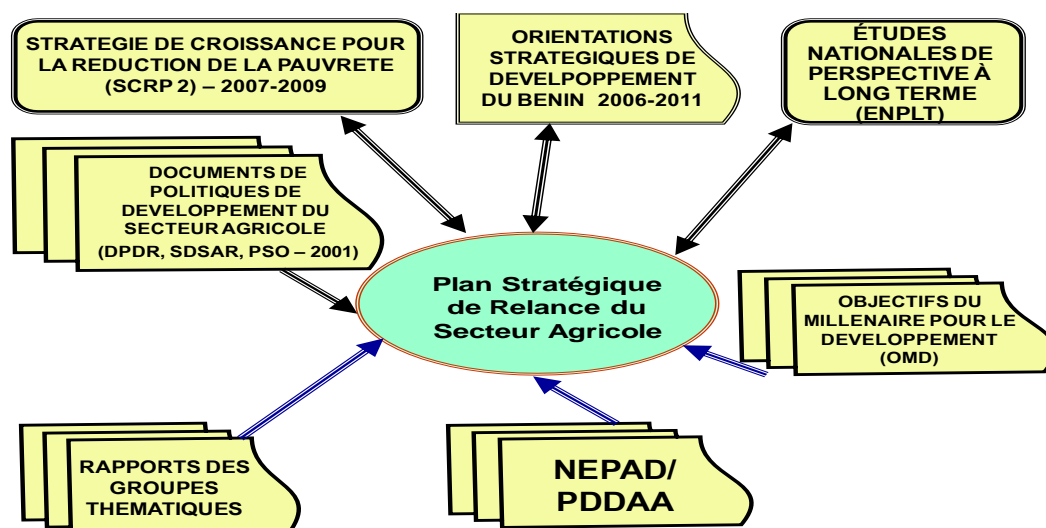 STRATEGIE DE CROISSANCE POUR
LA REDUCTION DE LA PAUVRETE
(SCRP 2) – 2007-2009
ORIENTATIONS
STRATEGIQUES DE
DEVELPOPPEMENT
DU BENIN 2006-2011
ÉTUDES
NATIONALES DE
PERSPECTIVE À
LONG TERME
(ENPLT)
DOCUMENTS DE
POLITIQUES DE
DEVELOPPEMENT DU
SECTEUR AGRICOLE
(DPDR, SDSAR, PSO – 2001)
Plan Stratégique
de Relance du
Secteur Agricole
OBJECTIFS DU
MILLENAIRE POUR LE
DEVELOPPEMENT
(OMD)
RAPPORTS DES
GROUPES
THEMATIQUES
NEPAD/
PDDAA